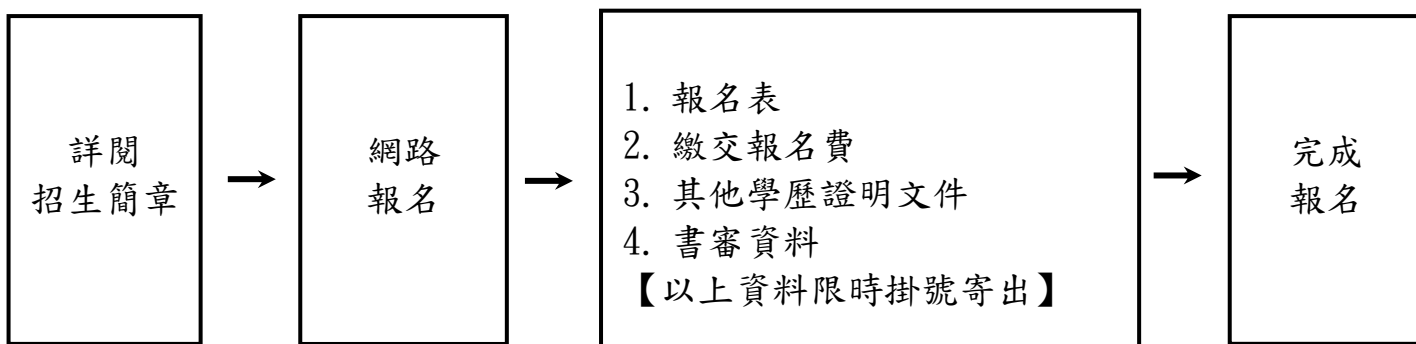 詳閱
招生簡章
網路
報名
1. 報名表
2. 繳交報名費
3. 其他學歷證明文件
4. 書審資料
【以上資料限時掛號寄出】
完成
報名